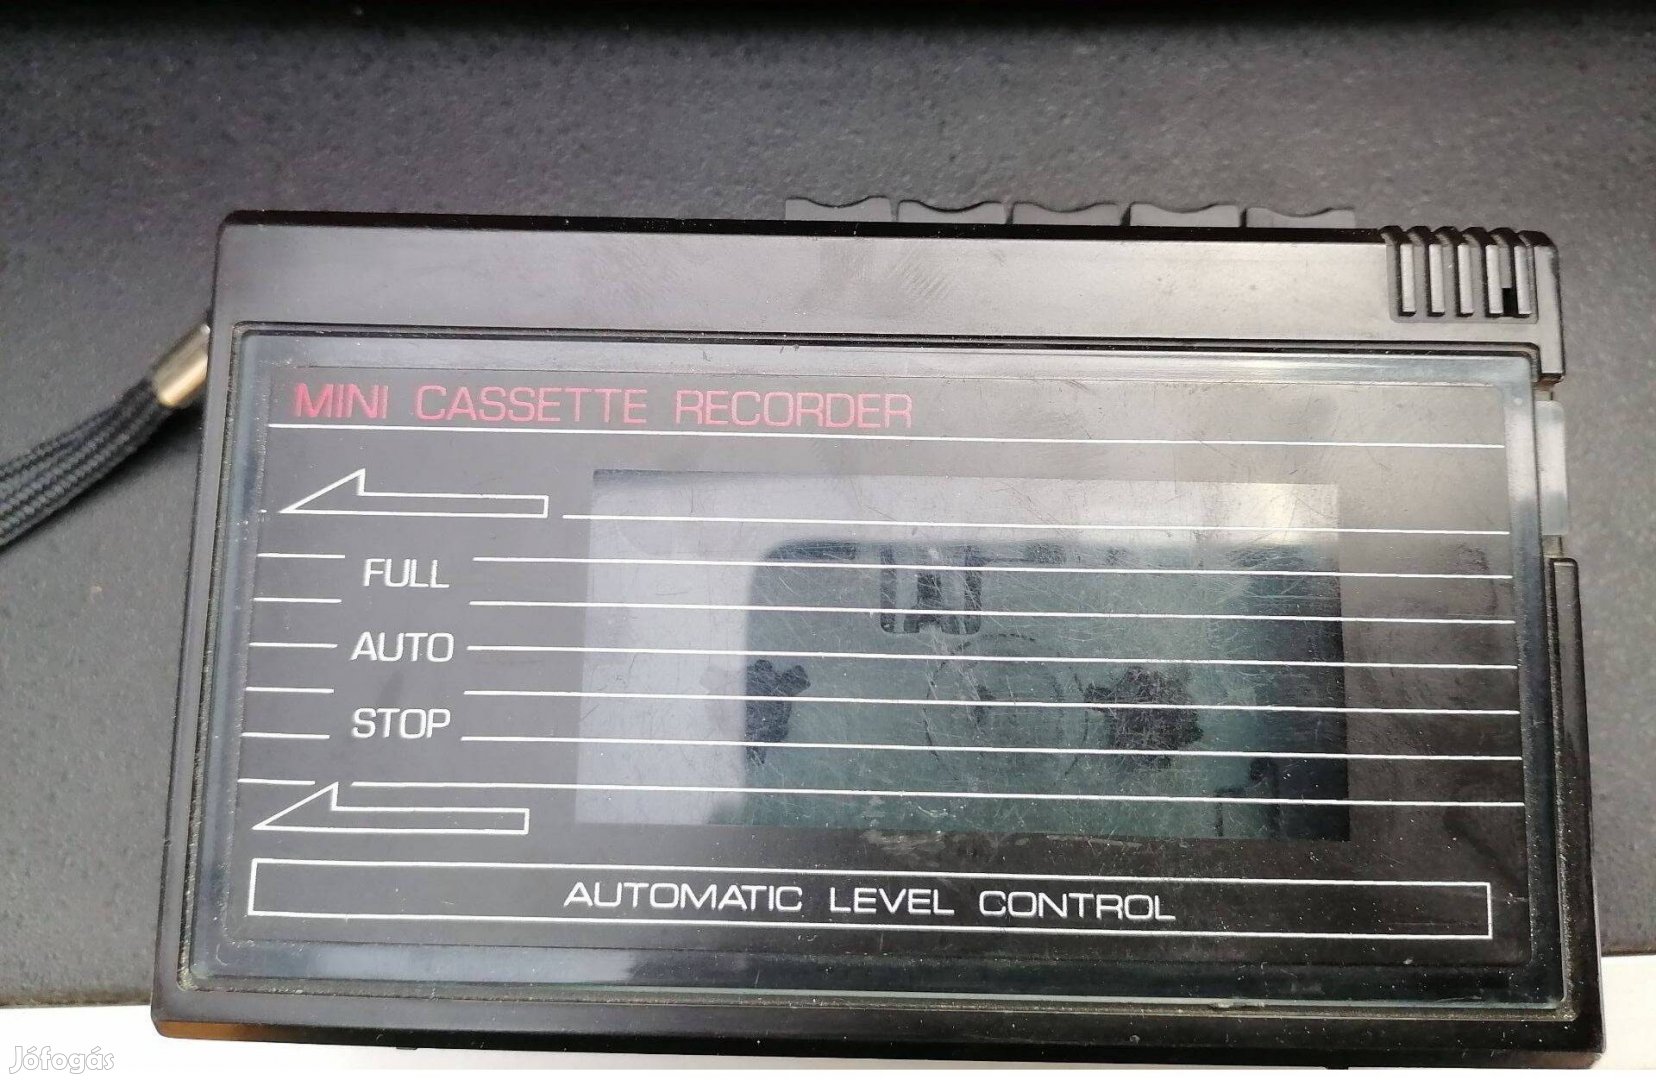 MINI CASSETTE RECORDER
FULL
AUTO
STOP
AUTOMATIC LEVEL CONTROL
Jófogás